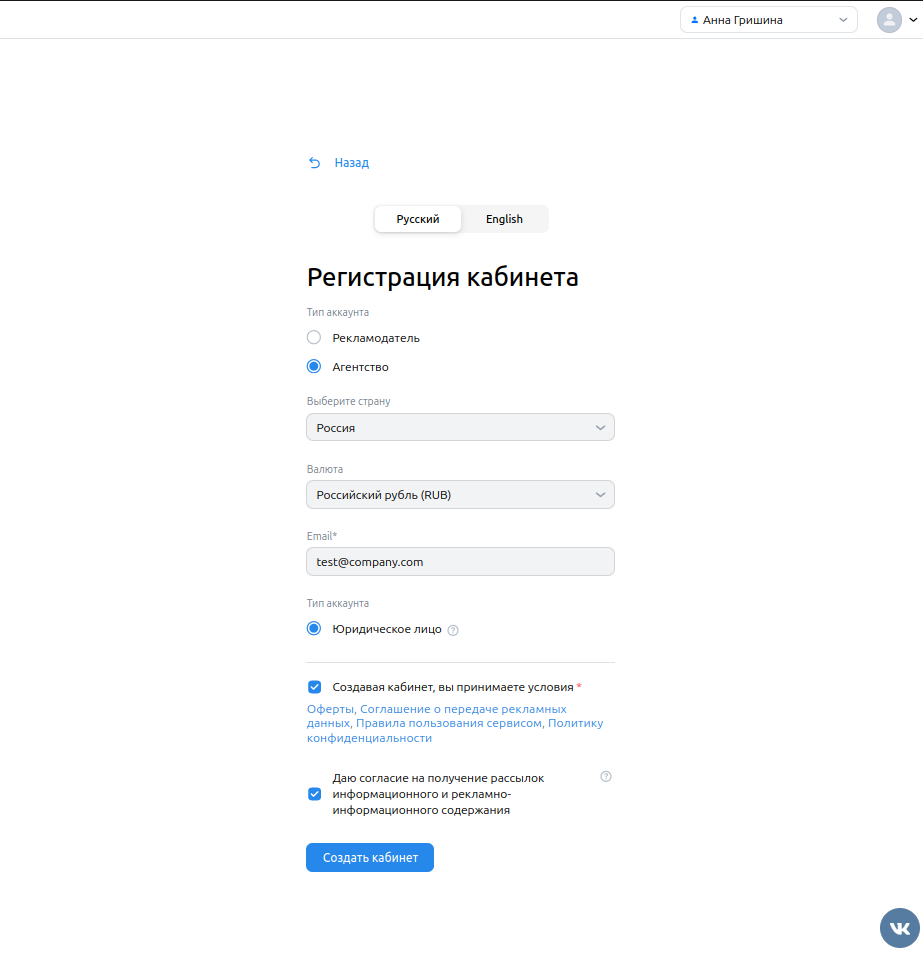 Анна Гришина
Назад
Русский English
Регистрация кабинета
Тип аккаунта
Рекламодатель
Агентство
Выберите страну
Россия
Валюта
Российский рубль (RUB)
Email*
test@company.com
Тип аккаунта
Юридическое лицо ?
Создавая кабинет, вы принимаете условия *
Оферты, Соглашение о передаче рекламных
данных, Правила пользования сервисом, Политику
конфиденциальности
Даю согласие на получение рассылок ?
информационного и рекламно-
информационного содержания
Создать кабинет